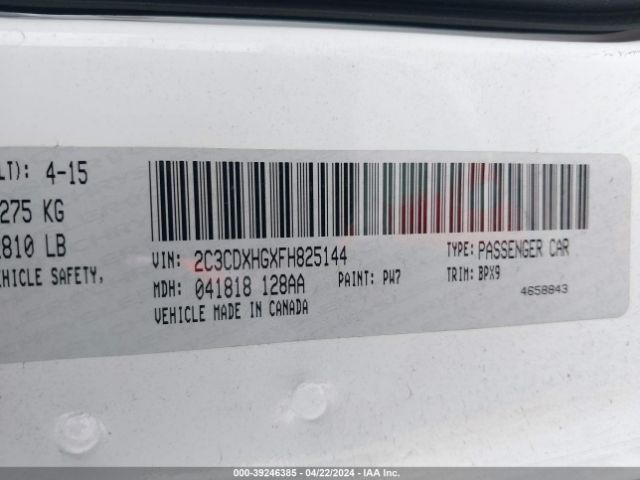 LT): 4-15
275 KG
810 LB
EHICLE SAFETY,
VIN: 2C3CDXHGXFH825144
TYPE: PASSENGER CAR
MDH: 041818 128AA
PAINT: PW7
TRIM: BPX9
VEHICLE MADE IN CANADA
4658843
000-39246385 - 04/22/2024 - IAA Inc.